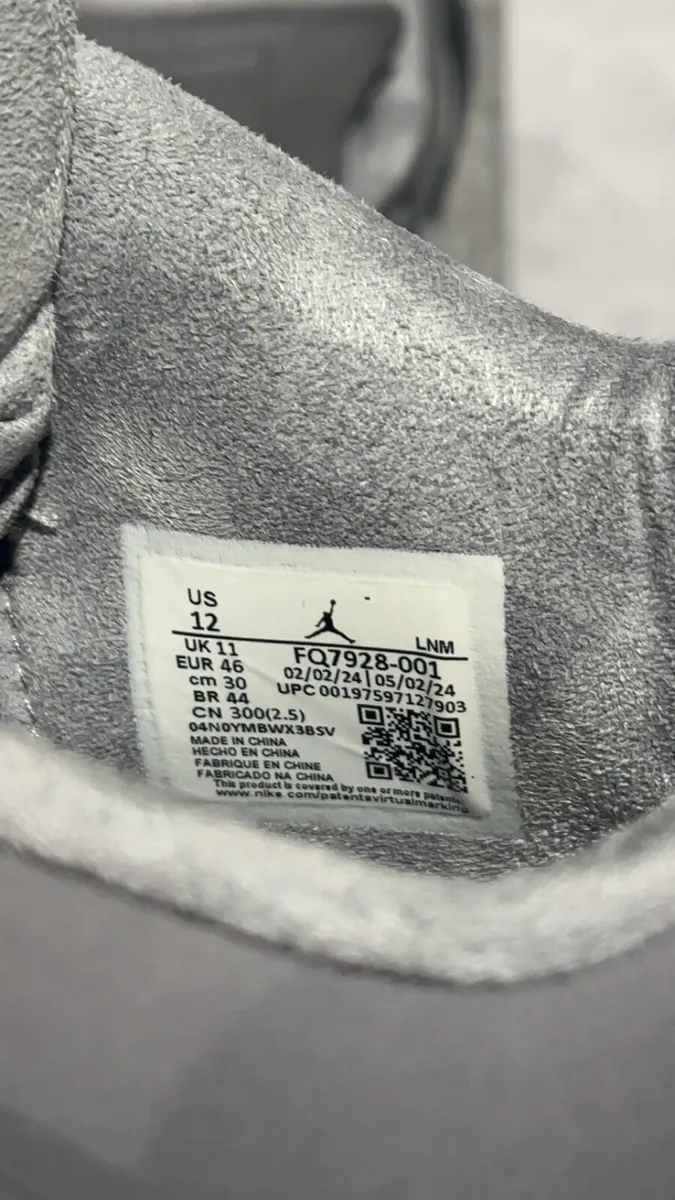 US
12
LNM
UK 11
FQ7928-001
EUR 46
02/02/24 | 05/02/24
cm 30
UPC 00197597127903
BR 44
CN 300(2.5)
04N0YMBWX3BSV
MADE IN CHINA
HECHO EN CHINA
FABRIQUE EN CHINE
FABRICADO NA CHINA
This product is covered by one or more patents:
www.nike.com/patentsvirtualmarking